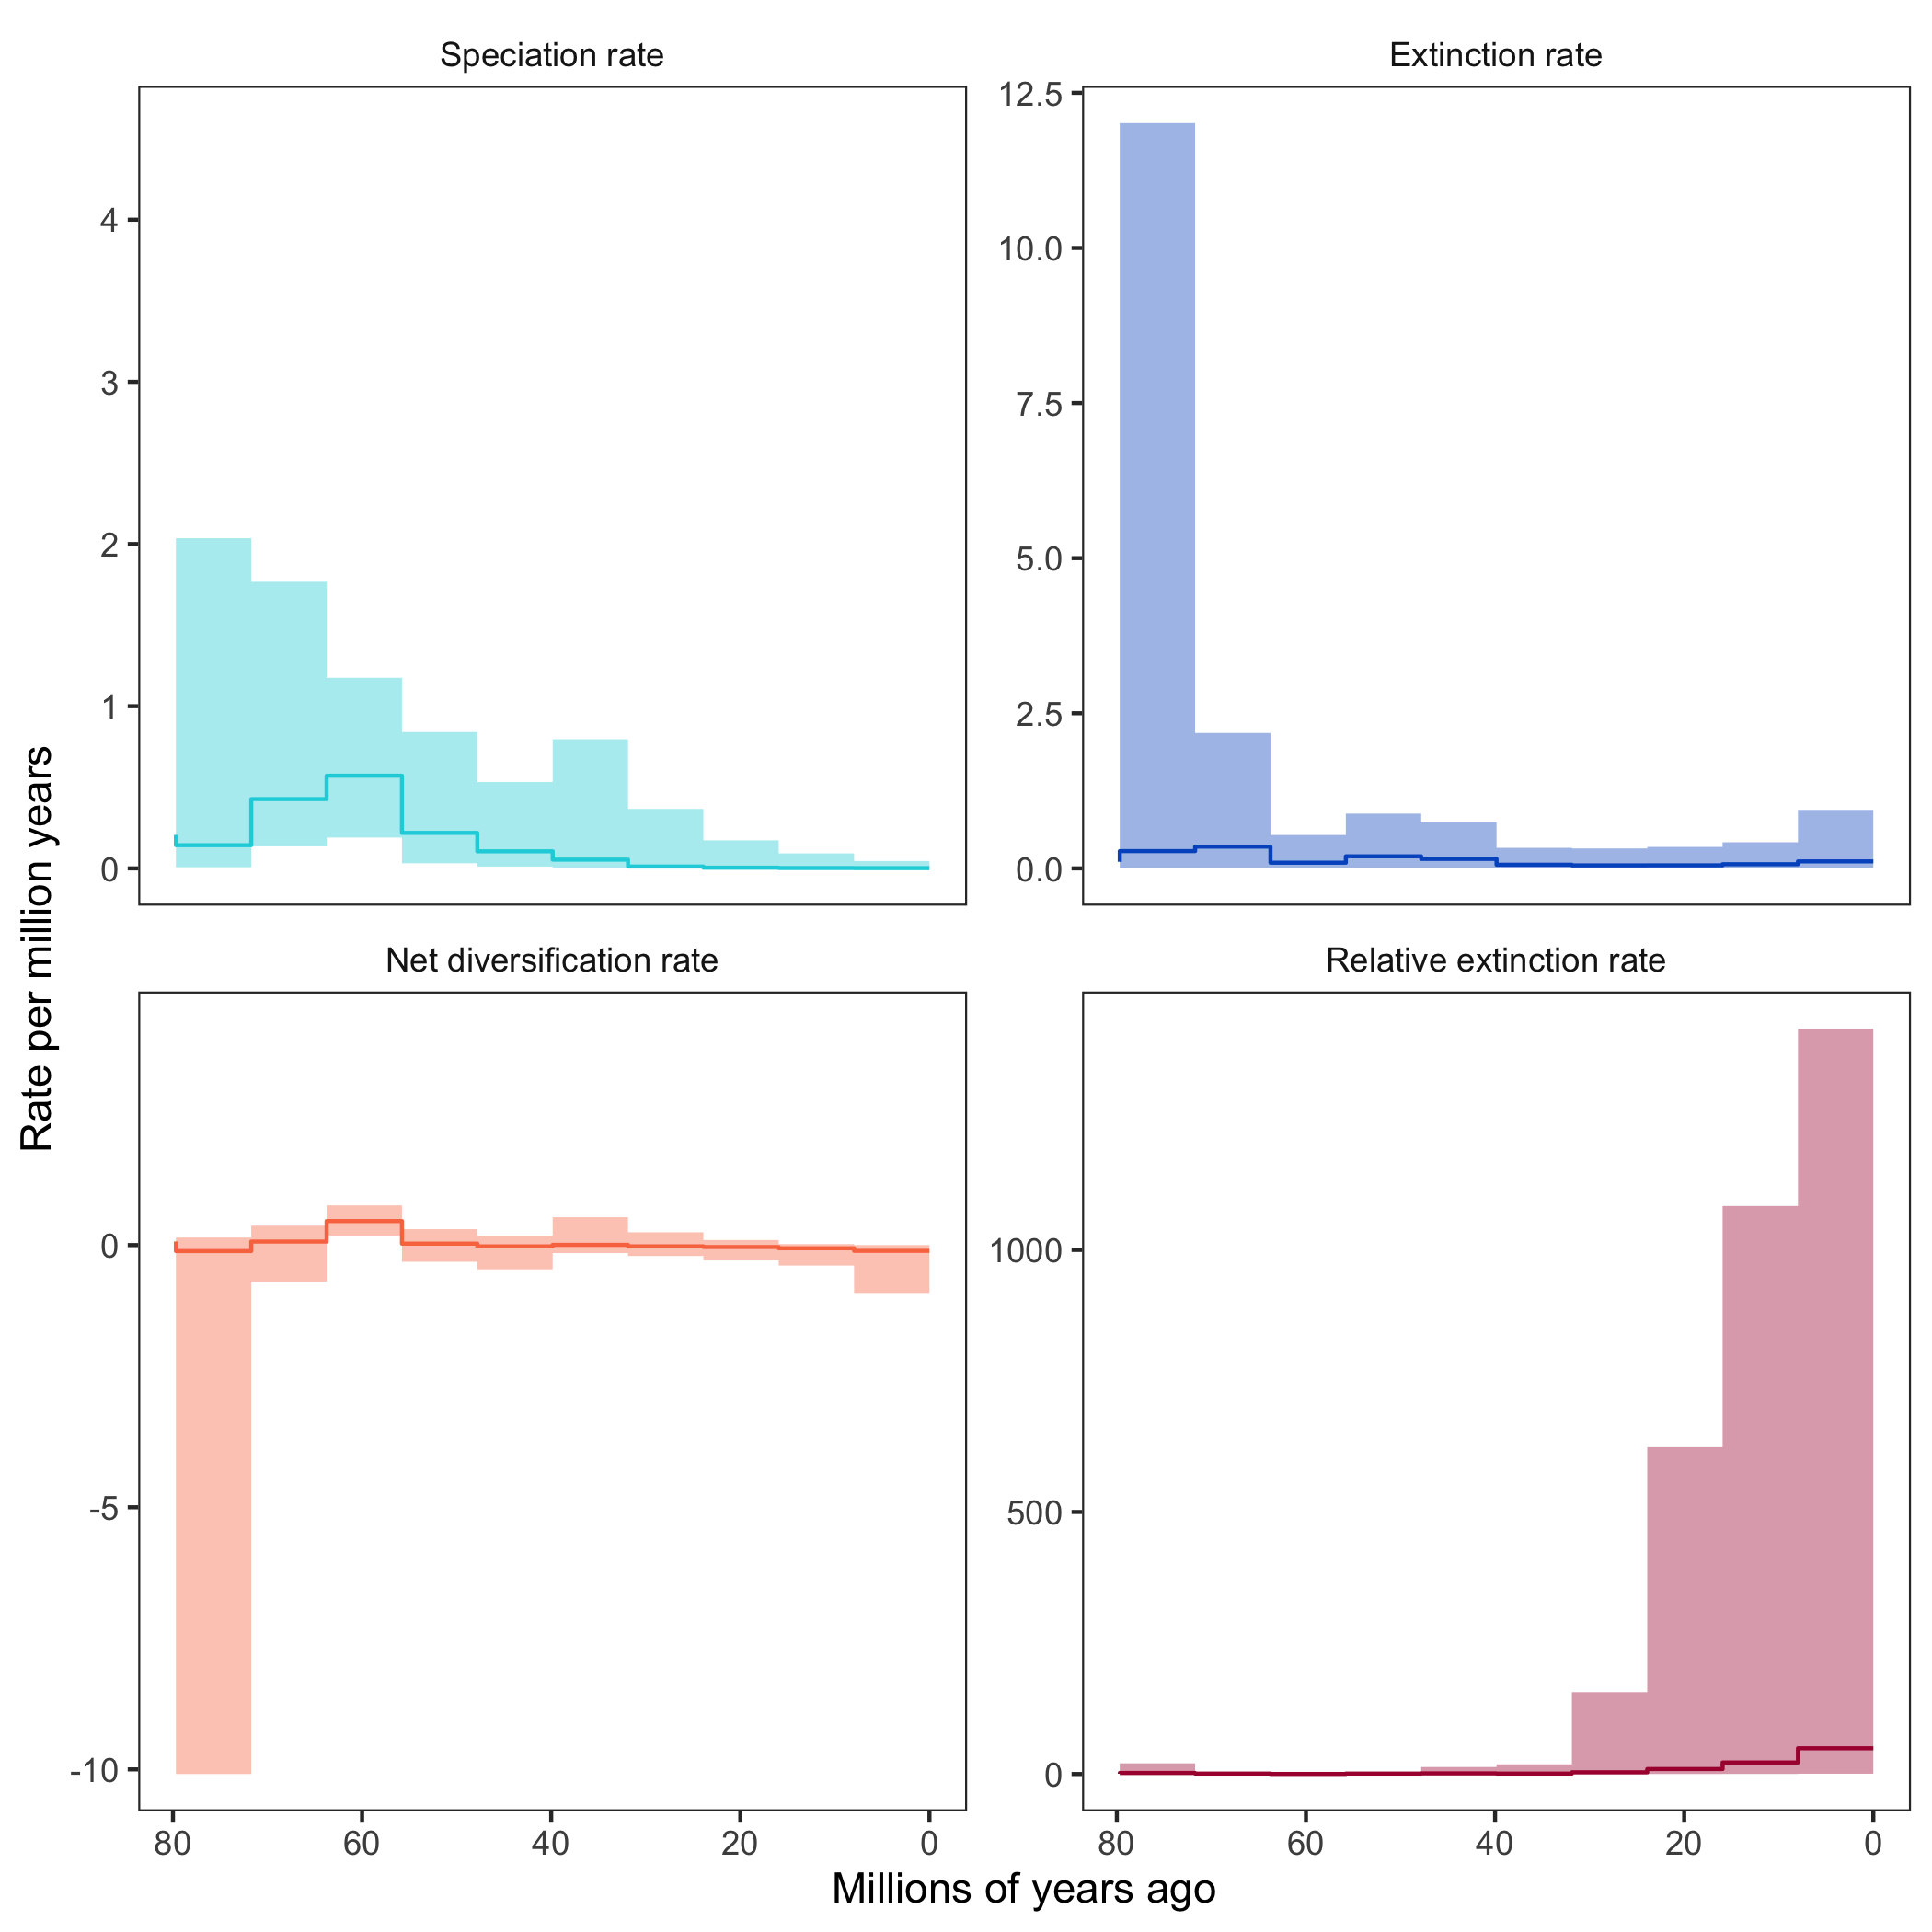 Speciation rate
Extinction rate
4
3
2
1
0
12.5
10.0
7.5
5.0
2.5
0.0
Rate per million years
Net diversification rate
Relative extinction rate
0
-5
-10
1000
500
0
80 60 40 20 0
80 60 40 20 0
Millions of years ago